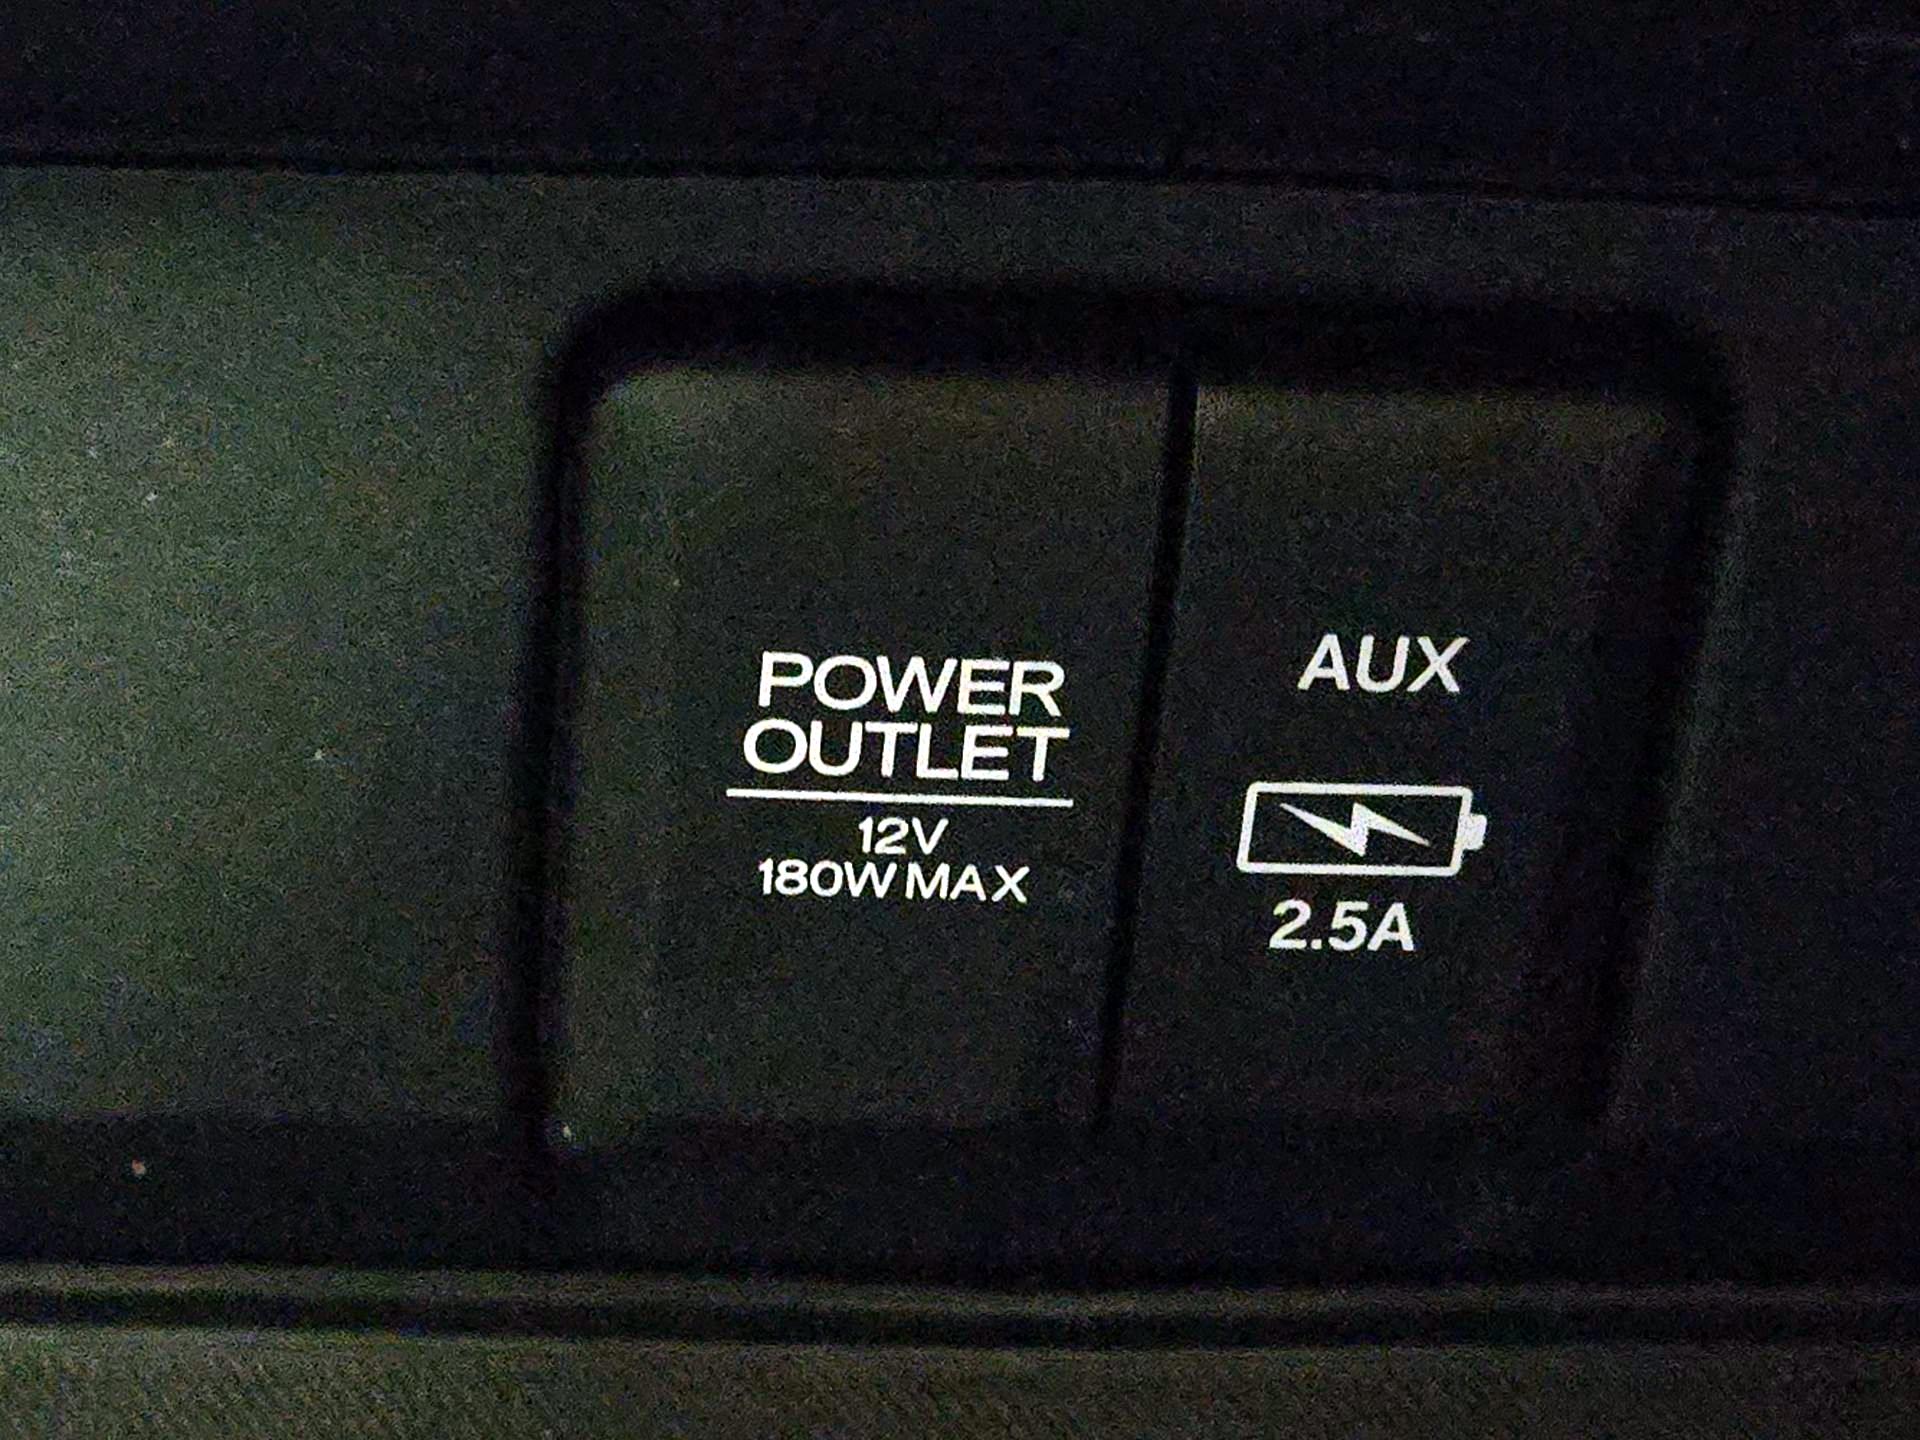 POWER
OUTLET
12V
180W MAX
AUX
2.5A